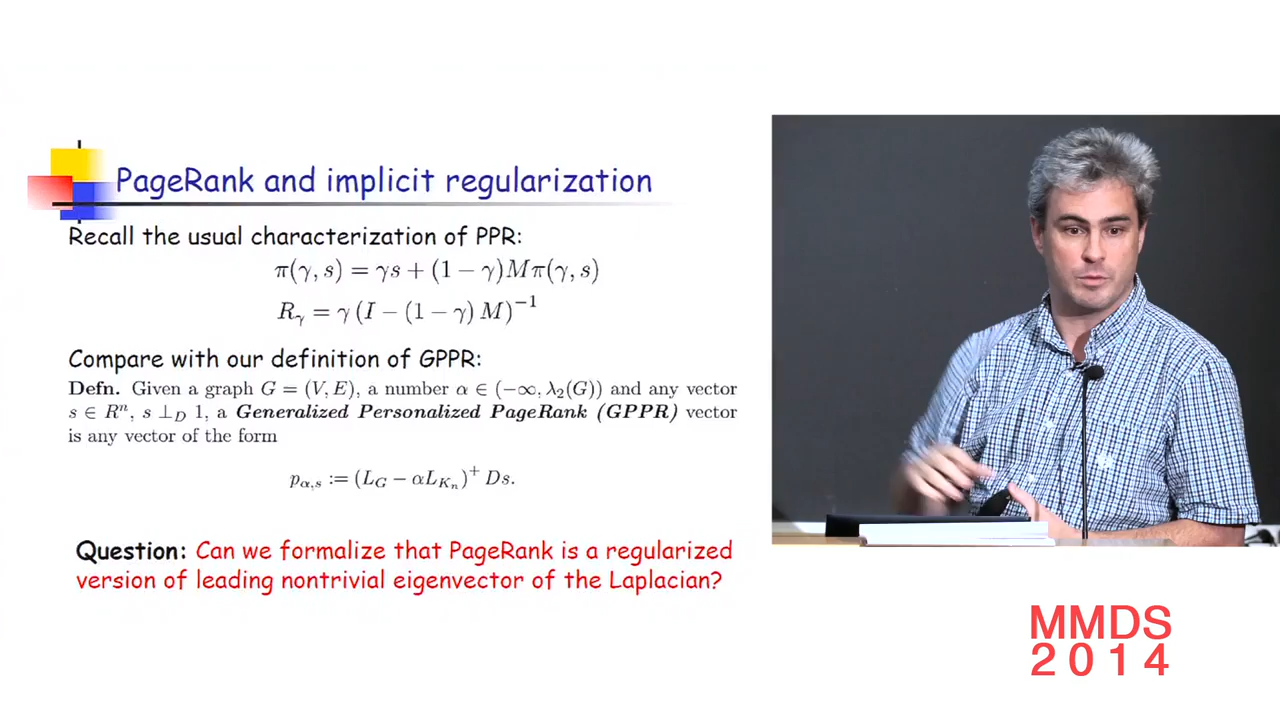 PageRank and implicit regularization
Recall the usual characterization of PPR:
π(γ, s) = γs + (1 − γ)Mπ(γ, s)
R_γ = γ (I − (1 − γ) M)^{−1}
Compare with our definition of GPPR:
Defn. Given a graph G = (V, E), a number α ∈ (−∞, λ₂(G)) and any vector
s ∈ Rⁿ, s ⊥_D 1, a Generalized Personalized PageRank (GPPR) vector
is any vector of the form
p_{α,s} := (L_G − αL_{K_n})^+ Ds.
Question: Can we formalize that PageRank is a regularized
version of leading nontrivial eigenvector of the Laplacian?
MMDS
2014